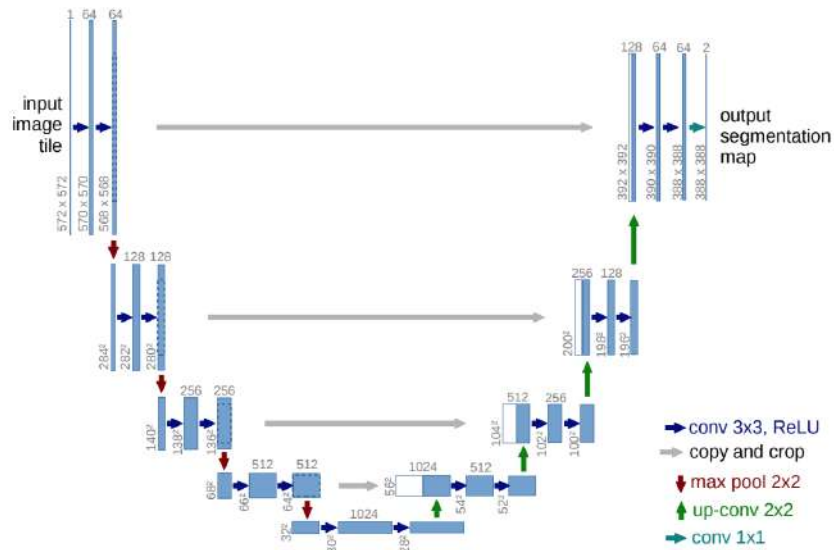 1
64
64
input
image
tile
572 x 572
570 x 570
568 x 568
128
64
64
2
output
segmentation
map
392 x 392
390 x 390
388 x 388
388 x 388
128
128
284²
282²
280²
256
128
200²
198²
196²
256
256
140²
138²
136²
512
256
104²
102²
100²
512
512
68²
66²
64²
1024
512
56²
54²
52²
1024
32²
30²
28²
conv 3x3, ReLU
copy and crop
max pool 2x2
up-conv 2x2
conv 1x1